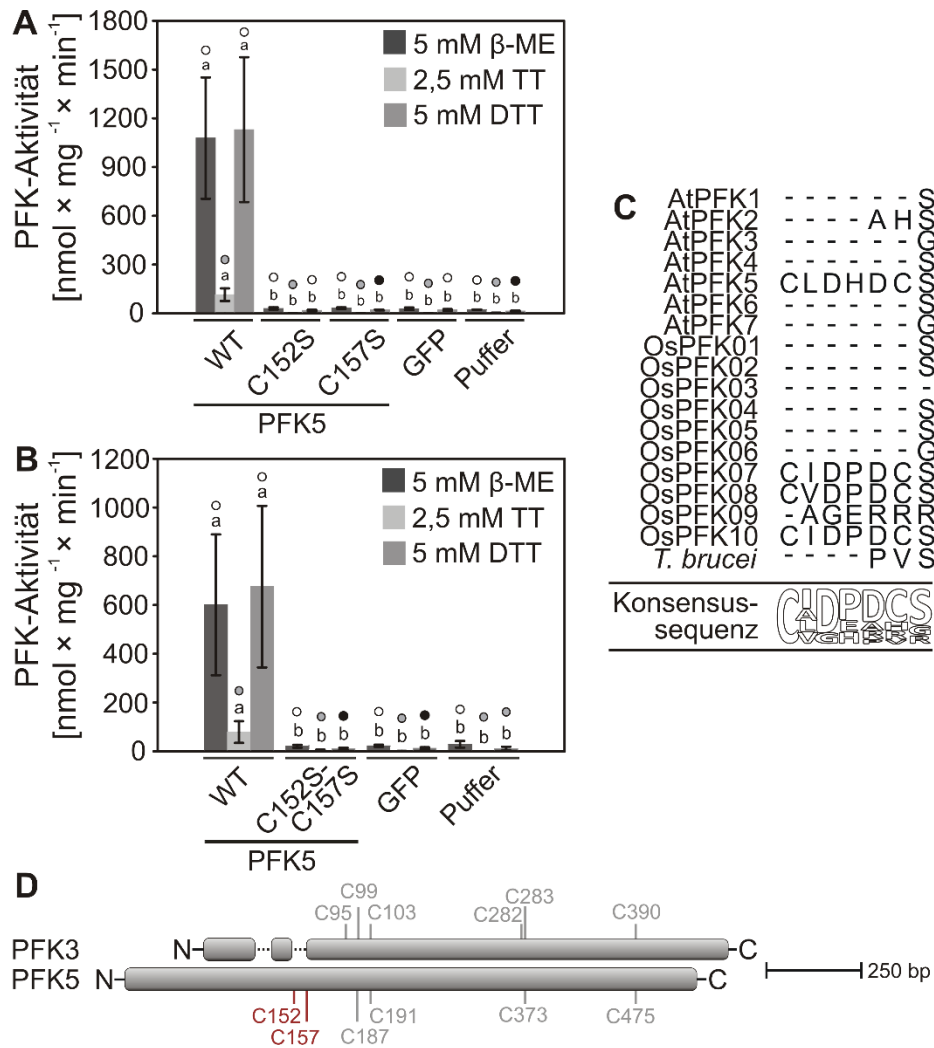 A
PFK-Aktivität
[nmol × mg ⁻¹ × min⁻¹]
1800
1500
1200
900
600
300
0
5 mM β-ME
2,5 mM TT
5 mM DTT
a a a
b b b b b b b b b b b b
WT C152S C157S GFP Puffer
PFK5
B
PFK-Aktivität
[nmol × mg ⁻¹ × min⁻¹]
1200
1000
800
600
400
200
0
5 mM β-ME
2,5 mM TT
5 mM DTT
a a a
b b b b b b b b b
WT C152S-C157S GFP Puffer
PFK5
C
AtPFK1 - - - - - - S
AtPFK2 - - - - A H S
AtPFK3 - - - - - - G
AtPFK4 - - - - - - S
AtPFK5 C L D H D C S
AtPFK6 - - - - - - S
AtPFK7 - - - - - - G
OsPFK01 - - - - - - S
OsPFK02 - - - - - - S
OsPFK03 - - - - - - -
OsPFK04 - - - - - - S
OsPFK05 - - - - - - S
OsPFK06 - - - - - - G
OsPFK07 C I D P D C S
OsPFK08 C V D P D C S
OsPFK09 - A G E R R R
OsPFK10 C I D P D C S
T. brucei - - - - P V S
Konsensus-
sequenz CIDPDCS
D
C99 C283
C95 C103 C282 C390
PFK3 N C
PFK5 N C
250 bp
C152 C191 C373 C475
C157 C187